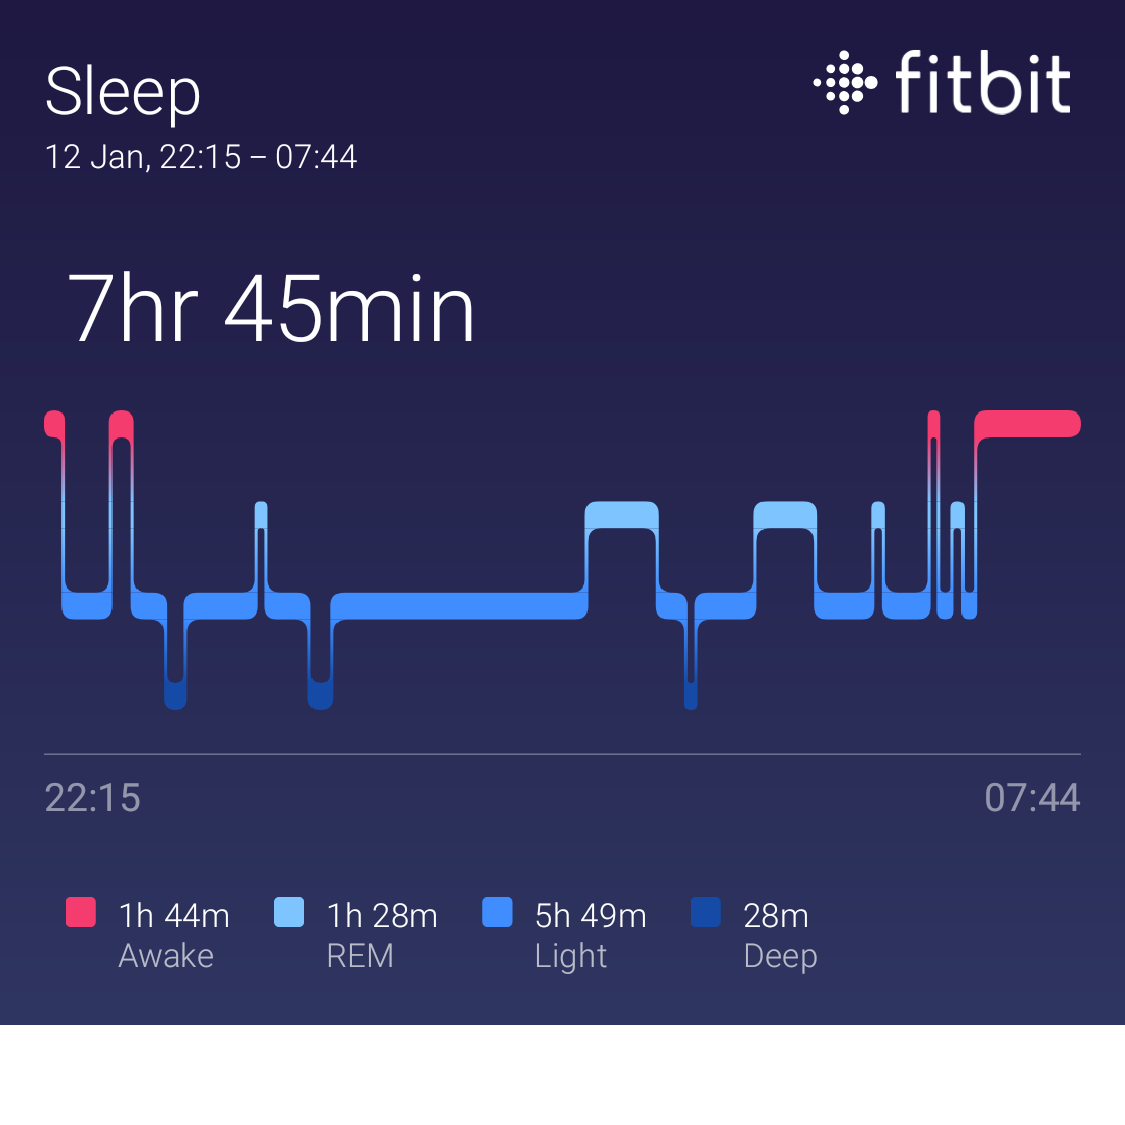 Sleep
fitbit
12 Jan, 22:15 – 07:44
7hr 45min
22:15
07:44
1h 44m
Awake
1h 28m
REM
5h 49m
Light
28m
Deep